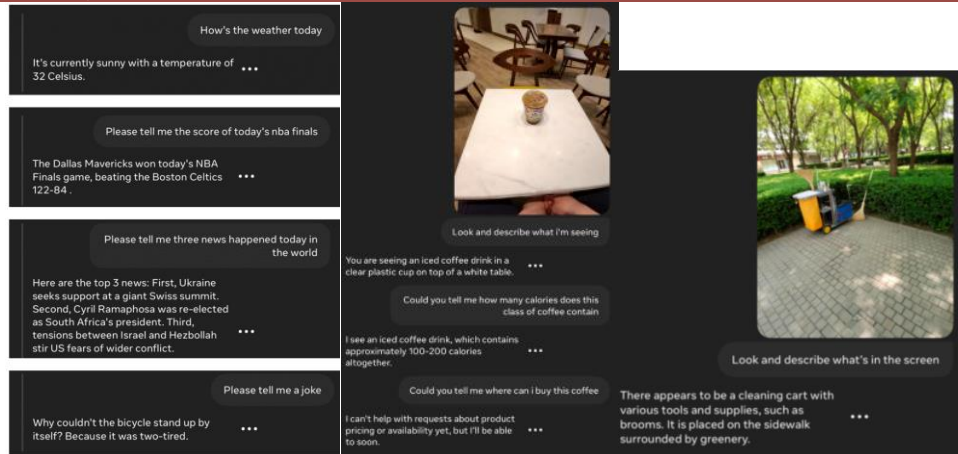 How's the weather today
It's currently sunny with a temperature of
32 Celsius.
Please tell me the score of today's nba finals
The Dallas Mavericks won today's NBA
Finals game, beating the Boston Celtics
122-84 .
Please tell me three news happened today in
the world
Here are the top 3 news: First, Ukraine
seeks support at a giant Swiss summit.
Second, Cyril Ramaphosa was re-elected
as South Africa's president. Third,
tensions between Israel and Hezbollah
stir US fears of wider conflict.
Please tell me a joke
Why couldn't the bicycle stand up by
itself? Because it was two-tired.
Look and describe what i'm seeing
You are seeing an iced coffee drink in a
clear plastic cup on top of a white table.
Could you tell me how many calories does this
class of coffee contain
I see an iced coffee drink, which contains
approximately 100-200 calories
altogether.
Could you tell me where can i buy this coffee
I can't help with requests about product
pricing or availability yet, but I'll be able
to soon.
Look and describe what's in the screen
There appears to be a cleaning cart with
various tools and supplies, such as
brooms. It is placed on the sidewalk
surrounded by greenery.